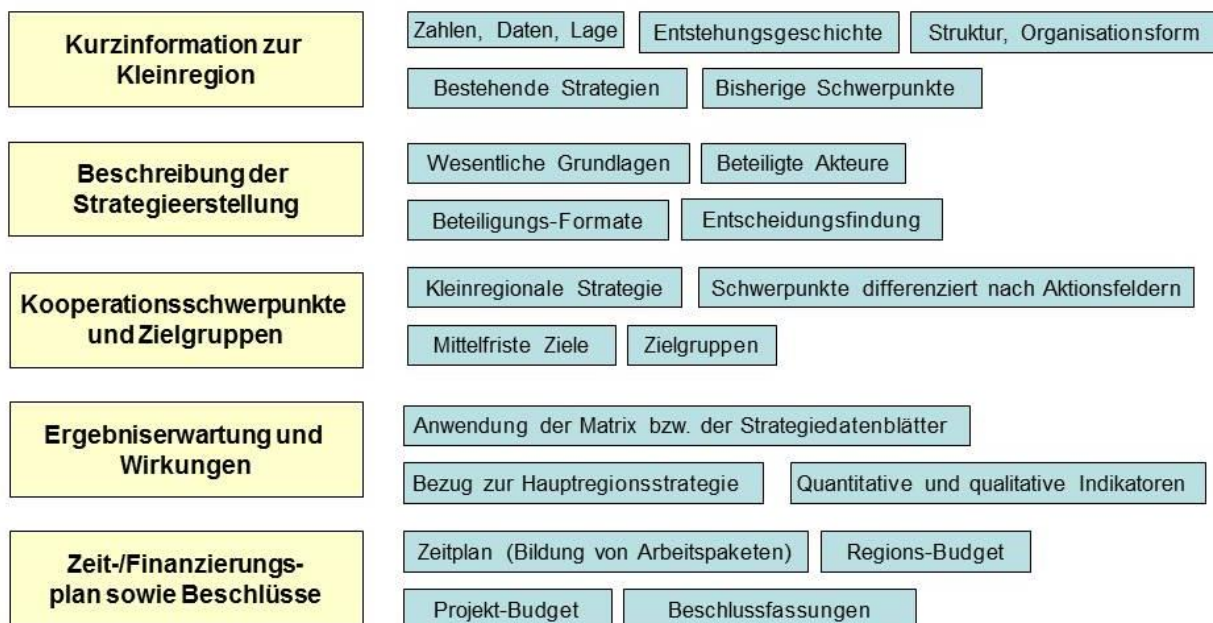 Kurzinformation zur
Kleinregion
Zahlen, Daten, Lage
Entstehungsgeschichte
Struktur, Organisationsform
Bestehende Strategien
Bisherige Schwerpunkte
Beschreibung der
Strategieerstellung
Wesentliche Grundlagen
Beteiligte Akteure
Beteiligungs-Formate
Entscheidungsfindung
Kooperationsschwerpunkte
und Zielgruppen
Kleinregionale Strategie
Schwerpunkte differenziert nach Aktionsfeldern
Mittelfriste Ziele
Zielgruppen
Ergebniserwartung und
Wirkungen
Anwendung der Matrix bzw. der Strategiedatenblätter
Bezug zur Hauptregionsstrategie
Quantitative und qualitative Indikatoren
Zeit-/Finanzierungs-
plan sowie Beschlüsse
Zeitplan (Bildung von Arbeitspaketen)
Regions-Budget
Projekt-Budget
Beschlussfassungen